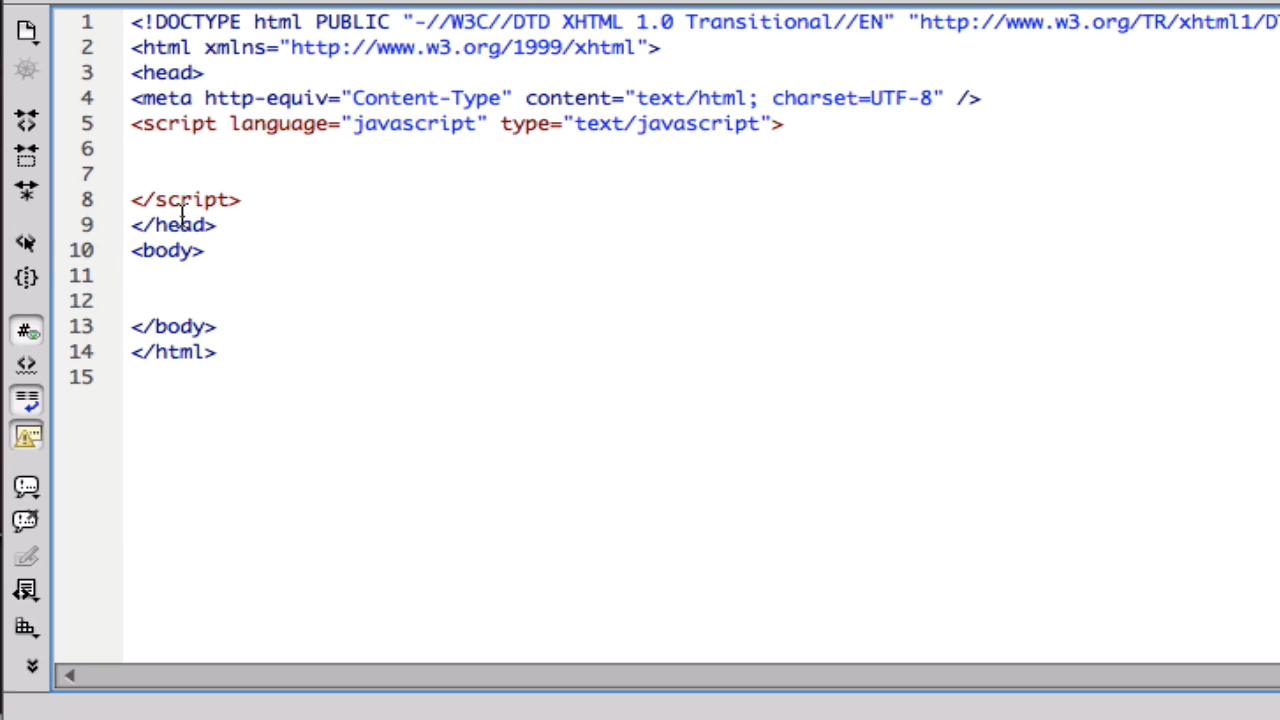 1 <!DOCTYPE html PUBLIC "-//W3C//DTD XHTML 1.0 Transitional//EN" "http://www.w3.org/TR/xhtml1/D
2 <html xmlns="http://www.w3.org/1999/xhtml">
3 <head>
4 <meta http-equiv="Content-Type" content="text/html; charset=UTF-8" />
5 <script language="javascript" type="text/javascript">
6
7
8 </script>
9 </head>
10 <body>
11
12
13 </body>
14 </html>
15